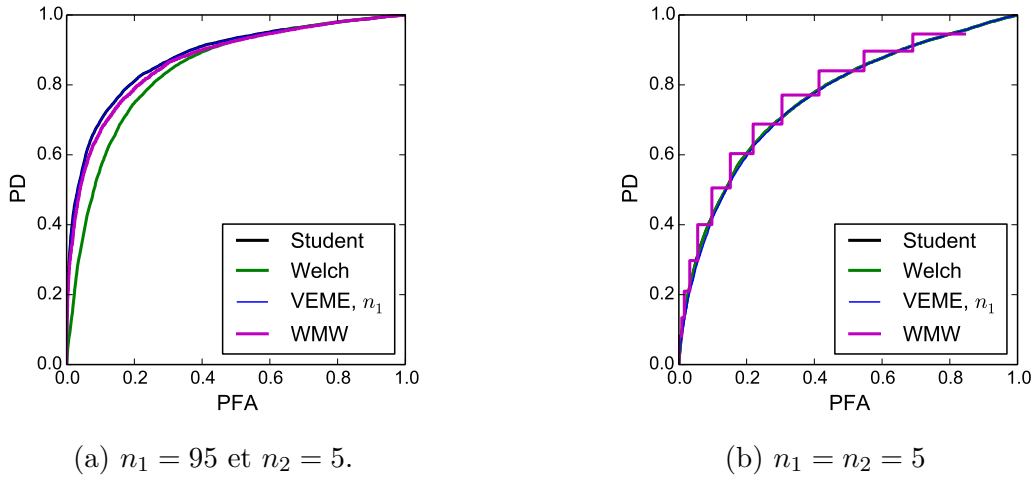 1.0
0.8
0.6
0.4
0.2
0.0
PD
0.0 0.2 0.4 0.6 0.8 1.0
PFA
Student
Welch
VEME, n₁
WMW
(a) n₁ = 95 et n₂ = 5.
1.0
0.8
0.6
0.4
0.2
0.0
PD
0.0 0.2 0.4 0.6 0.8 1.0
PFA
Student
Welch
VEME, n₁
WMW
(b) n₁ = n₂ = 5